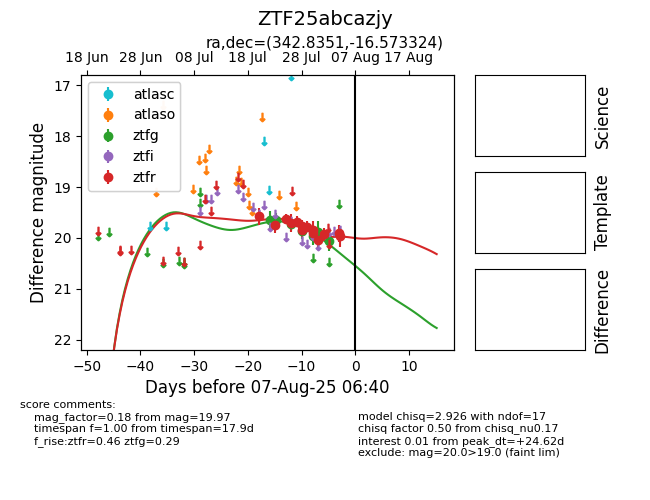 ZTF25abcazjy
ra,dec=(342.8351,-16.573324)
18 Jun 28 Jun 08 Jul 18 Jul 28 Jul 07 Aug 17 Aug
17
18
19
20
21
22
Difference magnitude
atlasc
atlaso
ztfg
ztfi
ztfr
−50 −40 −30 −20 −10 0 10
Days before 07-Aug-25 06:40
Science
Template
Difference
score comments:
mag_factor=0.18 from mag=19.97
timespan f=1.00 from timespan=17.9d
f_rise:ztfr=0.46 ztfg=0.29
model chisq=2.926 with ndof=17
chisq factor 0.50 from chisq_nu0.17
interest 0.01 from peak_dt=+24.62d
exclude: mag=20.0>19.0 (faint lim)